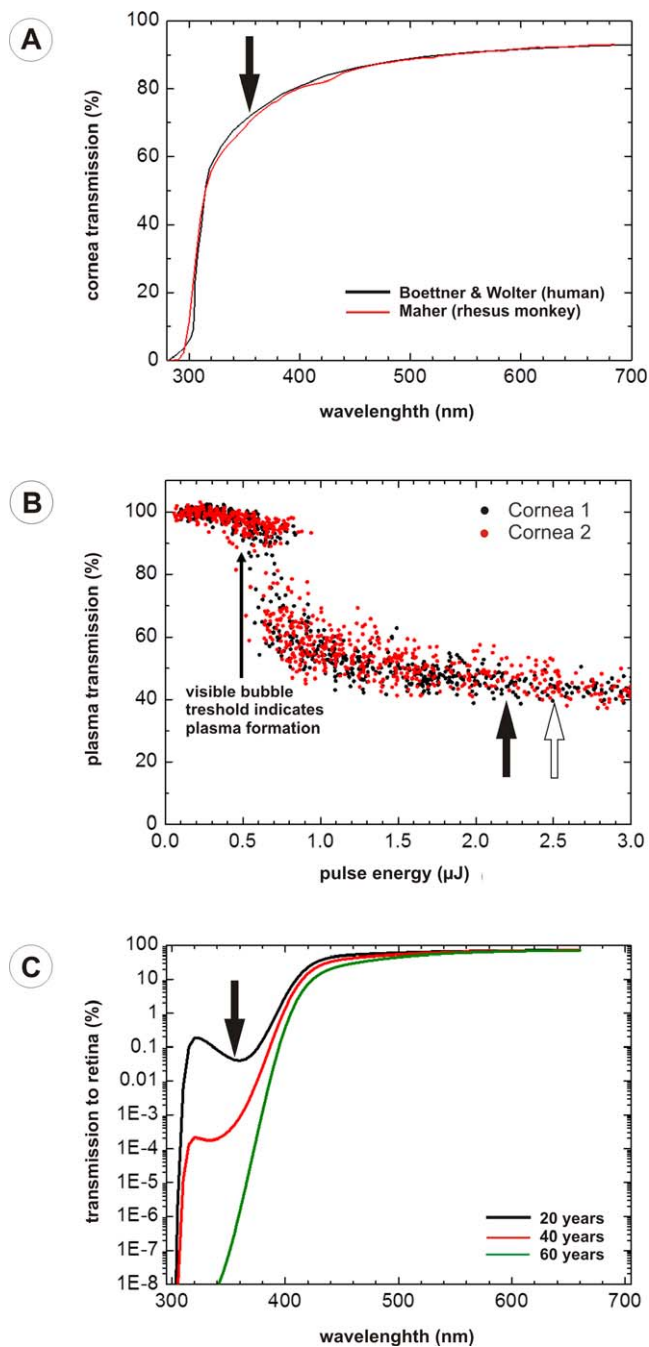 A
cornea transmission (%)
100
80
60
40
20
0
300
400
500
600
700
Boettner & Wolter (human)
Maher (rhesus monkey)
wavelenghth (nm)
B
plasma transmission (%)
100
80
60
40
20
0
Cornea 1
Cornea 2
visible bubble
treshold indicates
plasma formation
0.0
0.5
1.0
1.5
2.0
2.5
3.0
pulse energy (µJ)
C
transmission to retina (%)
100
10
1
0.1
0.01
1E-3
1E-4
1E-5
1E-6
1E-7
1E-8
20 years
40 years
60 years
300
400
500
600
700
wavelenghth (nm)